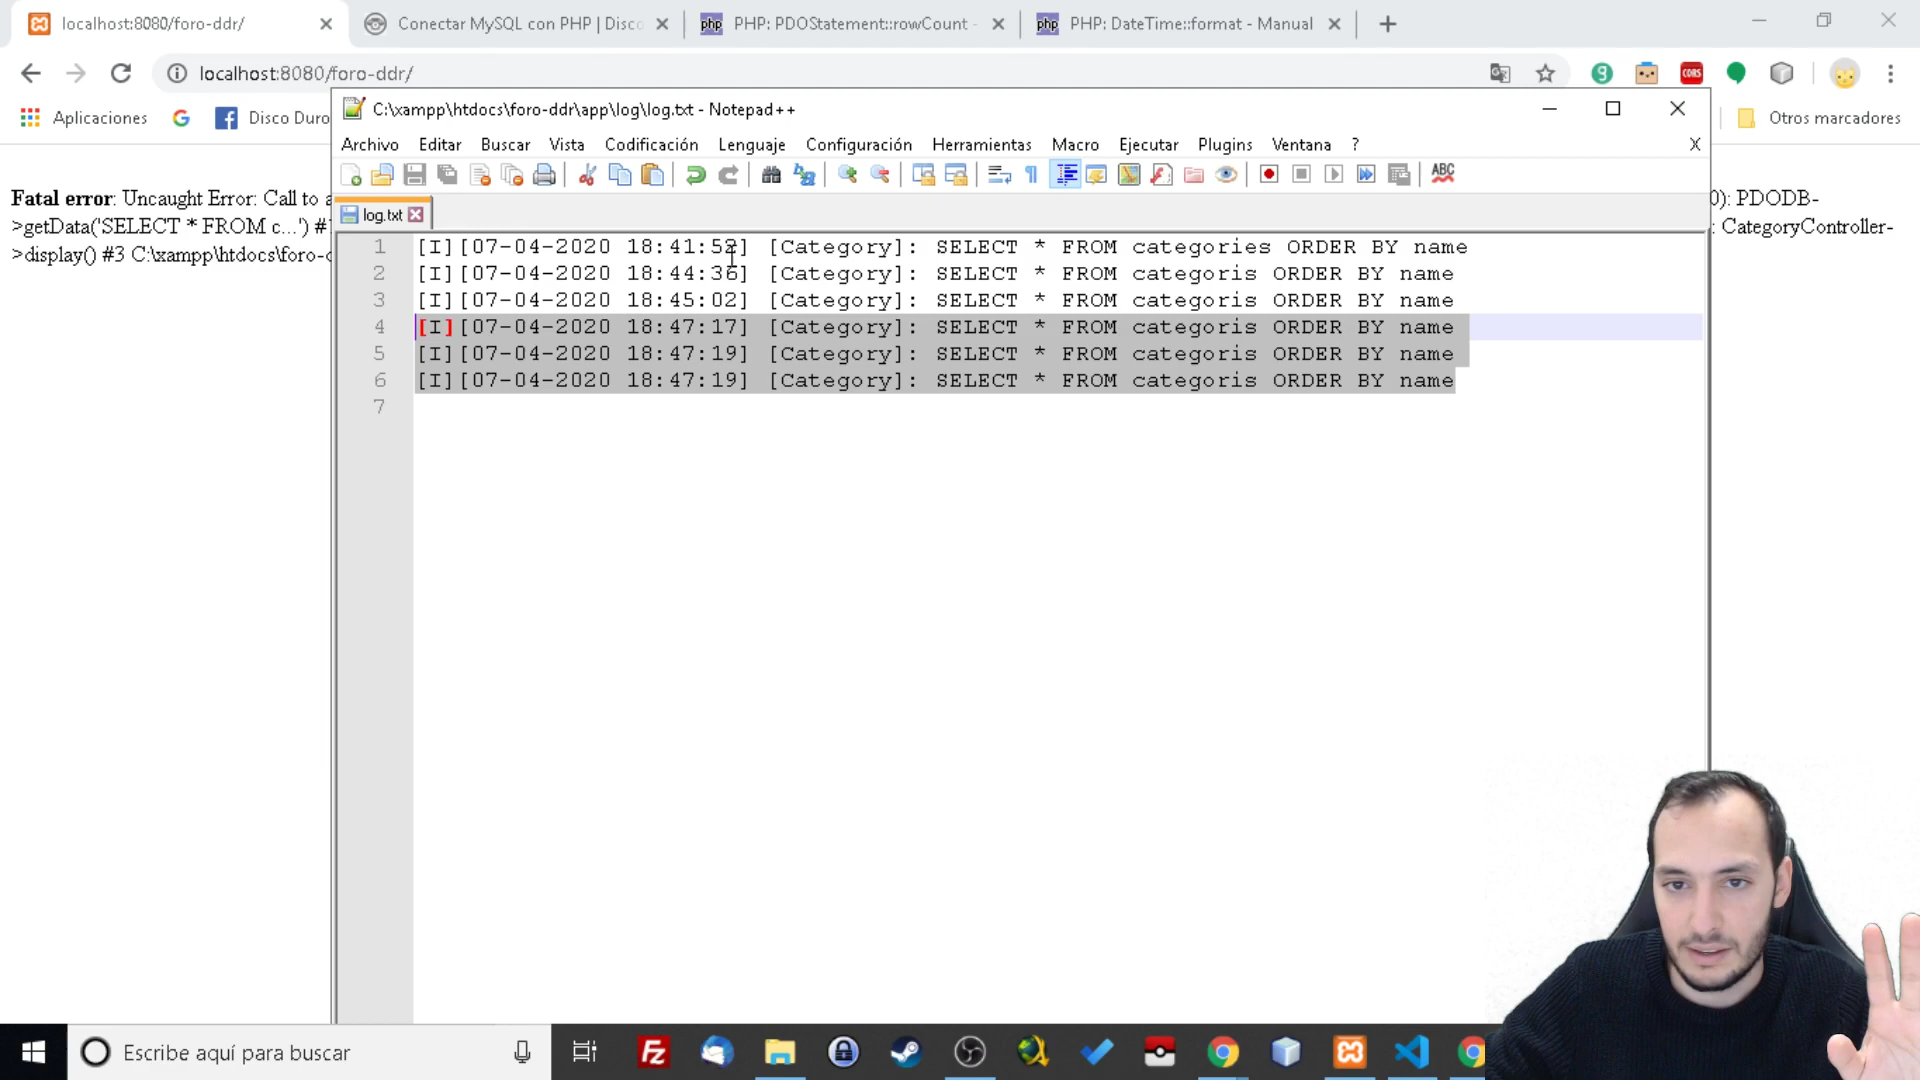 localhost:8080/foro-ddr/
Conectar MySQL con PHP | Disco
php PHP: PDOStatement::rowCount -
php PHP: DateTime::format - Manual
localhost:8080/foro-ddr/
CORS
Aplicaciones
Disco Duro
Otros marcadores
C:\xampp\htdocs\foro-ddr\app\log\log.txt - Notepad++
Archivo Editar Buscar Vista Codificación Lenguaje Configuración Herramientas Macro Ejecutar Plugins Ventana ? X
ABC
log.txt
Fatal error: Uncaught Error: Call to a
0): PDODB-
>getData('SELECT * FROM c...') #1
: CategoryController-
>display() #3 C:\xampp\htdocs\foro-d
1 [I][07-04-2020 18:41:52] [Category]: SELECT * FROM categories ORDER BY name
2 [I][07-04-2020 18:44:36] [Category]: SELECT * FROM categoris ORDER BY name
3 [I][07-04-2020 18:45:02] [Category]: SELECT * FROM categoris ORDER BY name
4 [I][07-04-2020 18:47:17] [Category]: SELECT * FROM categoris ORDER BY name
5 [I][07-04-2020 18:47:19] [Category]: SELECT * FROM categoris ORDER BY name
6 [I][07-04-2020 18:47:19] [Category]: SELECT * FROM categoris ORDER BY name
7
Escribe aquí para buscar
Fz